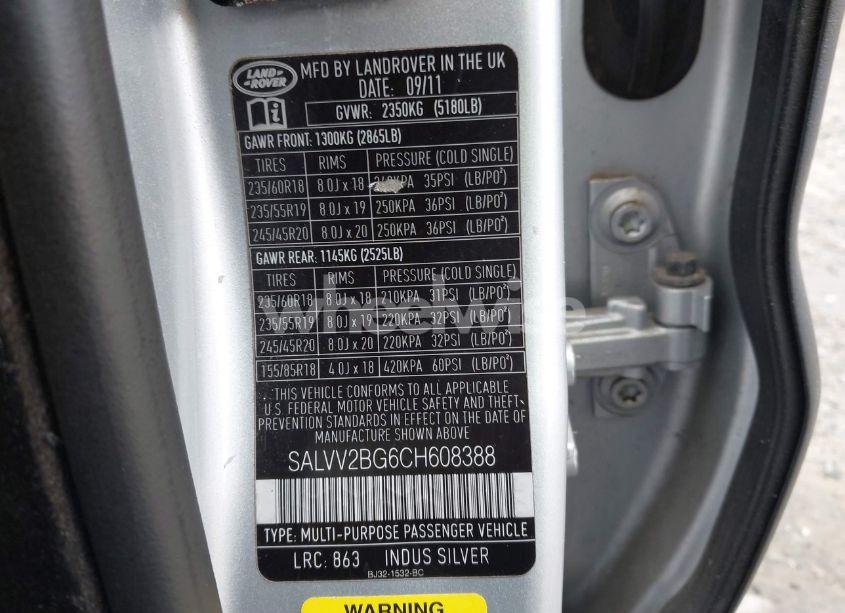 LAND ROVER
MFD BY LANDROVER IN THE UK
DATE: 09/11
GVWR: 2350KG (5180LB)
GAWR FRONT: 1300KG (2865LB)
TIRES RIMS PRESSURE (COLD SINGLE)
235/60R18 8.0J x 18 KPA 35PSI (LB/PO²)
235/55R19 8.0J x 19 250KPA 36PSI (LB/PO²)
245/45R20 8.0J x 20 250KPA 36PSI (LB/PO²)
GAWR REAR: 1145KG (2525LB)
TIRES RIMS PRESSURE (COLD SINGLE)
235/60R18 8.0J x 18 210KPA 31PSI (LB/PO²)
235/55R19 8.0J x 19 220KPA 32PSI (LB/PO²)
245/45R20 8.0J x 20 220KPA 32PSI (LB/PO²)
155/85R18 4.0J x 18 420KPA 60PSI (LB/PO²)
wheelwise
THIS VEHICLE CONFORMS TO ALL APPLICABLE
U.S. FEDERAL MOTOR VEHICLE SAFETY AND THEFT-
PREVENTION STANDARDS IN EFFECT ON THE DATE OF
MANUFACTURE SHOWN ABOVE
SALVV2BG6CH608388
TYPE: MULTI-PURPOSE PASSENGER VEHICLE
LRC: 863 INDUS SILVER
BJ32-1532-BC
WARNING